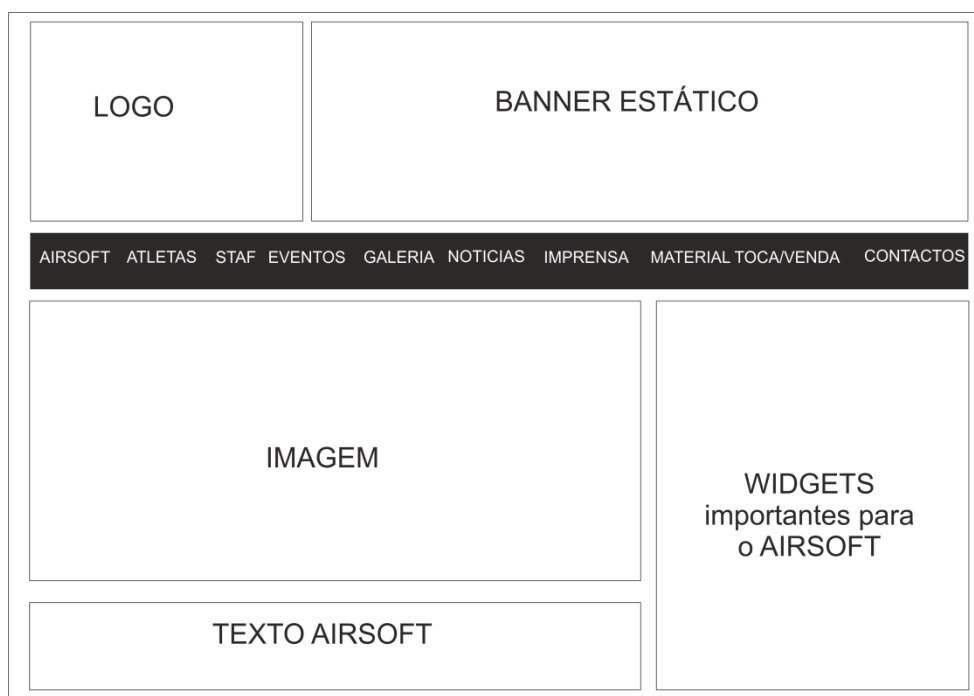 LOGO
BANNER ESTÁTICO
AIRSOFT ATLETAS STAF EVENTOS GALERIA NOTICIAS IMPRENSA MATERIAL TOCA/VENDA CONTACTOS
IMAGEM
WIDGETS
importantes para
o AIRSOFT
TEXTO AIRSOFT